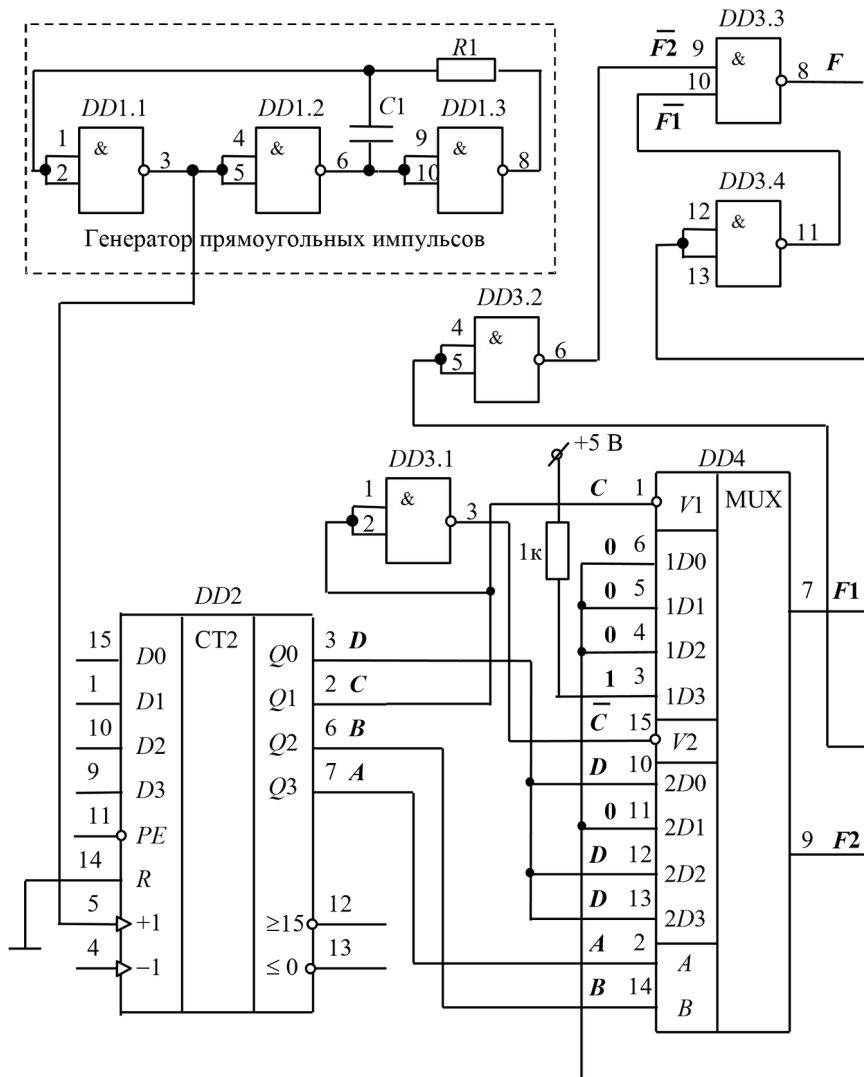 DD3.3
F2 9 & 8 F
10
F1
R1
DD1.1 DD1.2 C1 DD1.3
1 & 3 4 & 6 9 & 8
2 5 10
Генератор прямоугольных импульсов
DD3.4
12 & 11
13
DD3.2
4 & 6
5
+5 В
DD3.1
1 & 3
2
1к
DD4
MUX
C 1 V1
0 6 1D0
0 5 1D1
0 4 1D2
1 3 1D3
C 15 V2
D 10 2D0
0 11 2D1
D 12 2D2
D 13 2D3
A 2 A
B 14 B
7 F1
9 F2
DD2
CT2
15 D0 Q0 3 D
1 D1 Q1 2 C
10 D2 Q2 6 B
9 D3 Q3 7 A
11 PE
14 R
5 +1 ≥15 12
4 −1 ≤ 0 13